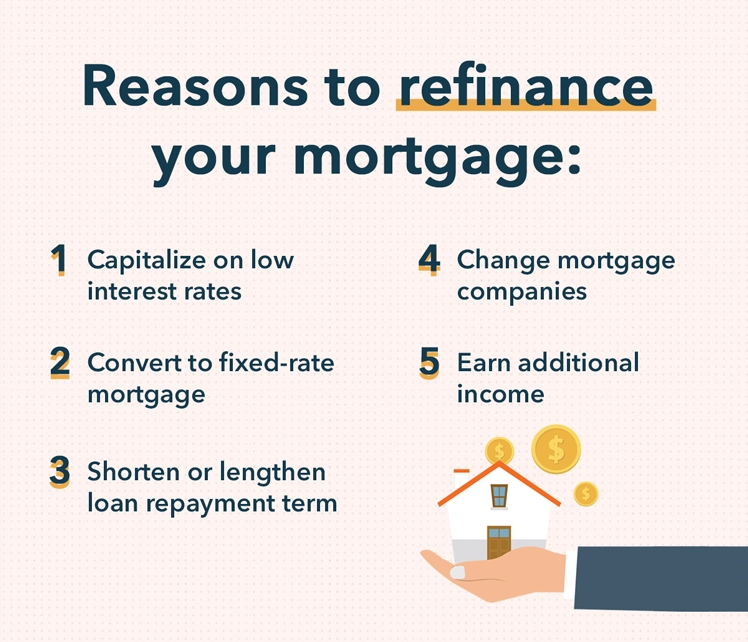 Reasons to refinance
your mortgage:
1 Capitalize on low
interest rates
2 Convert to fixed-rate
mortgage
3 Shorten or lengthen
loan repayment term
4 Change mortgage
companies
5 Earn additional
income
$
$
$